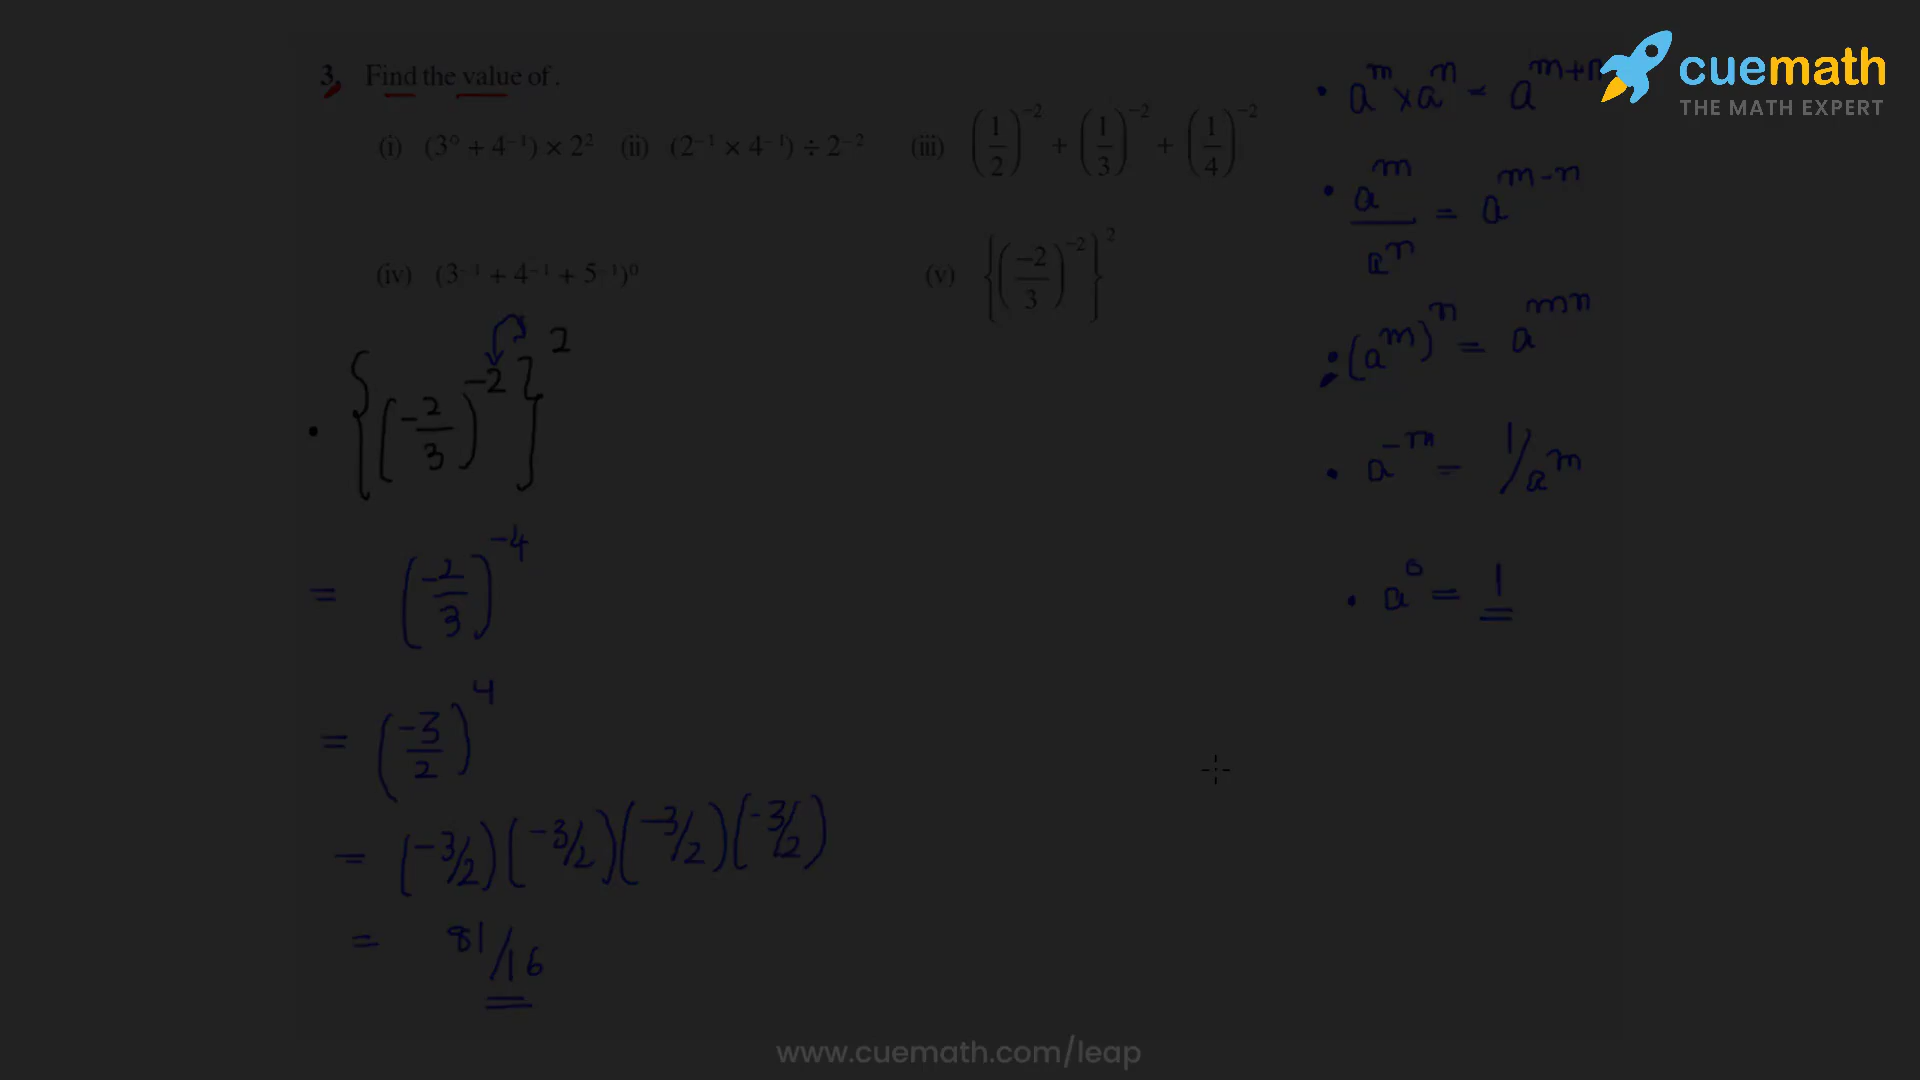 3. Find the value of .
(i) (3⁰ + 4⁻¹) × 2² (ii) (2⁻¹ × 4⁻¹) ÷ 2⁻² (iii) (1/2)⁻² + (1/3)⁻² + (1/4)⁻²
(iv) (3⁻¹ + 4⁻¹ + 5⁻¹)⁰ (v) {(-2/3)⁻²}²
• {(-2/3)⁻²}²
= (-2/3)⁻⁴
= (-3/2)⁴
= (-3/2)(-3/2)(-3/2)(-3/2)
= 81/16
• aᵐ × aⁿ = aᵐ⁺ⁿ
• aᵐ/aⁿ = aᵐ⁻ⁿ
• (aᵐ)ⁿ = aᵐⁿ
• a⁻ᵐ = 1/aᵐ
• a⁰ = 1
cuemath
THE MATH EXPERT
www.cuemath.com/leap